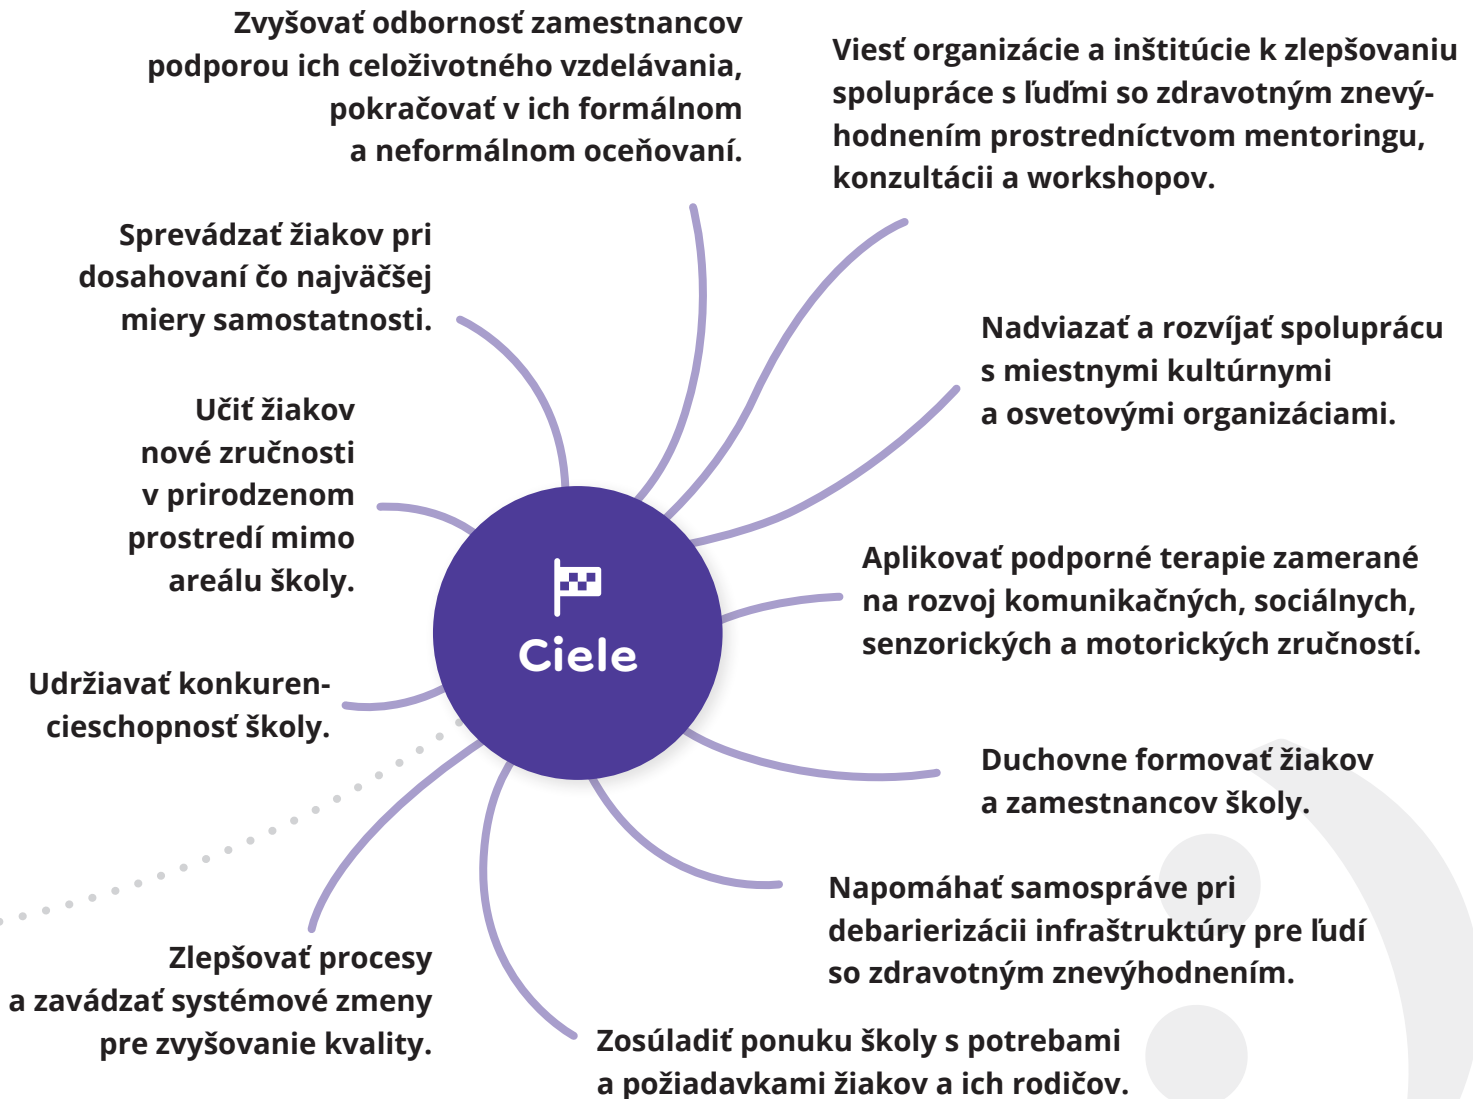 Zvyšovať odbornosť zamestnancov
podporou ich celoživotného vzdelávania,
pokračovať v ich formálnom
a neformálnom oceňovaní.
Viesť organizácie a inštitúcie k zlepšovaniu
spolupráce s ľuďmi so zdravotným znevý-
hodnením prostredníctvom mentoringu,
konzultácii a workshopov.
Sprevádzať žiakov pri
dosahovaní čo najväčšej
miery samostatnosti.
Nadviazať a rozvíjať spoluprácu
s miestnymi kultúrnymi
a osvetovými organizáciami.
Učiť žiakov
nové zručnosti
v prirodzenom
prostredí mimo
areálu školy.
Aplikovať podporné terapie zamerané
na rozvoj komunikačných, sociálnych,
senzorických a motorických zručností.
Ciele
Udržiavať konkuren-
cieschopnosť školy.
Duchovne formovať žiakov
a zamestnancov školy.
Napomáhať samospráve pri
debarierizácii infraštruktúry pre ľudí
so zdravotným znevýhodnením.
Zlepšovať procesy
a zavádzať systémové zmeny
pre zvyšovanie kvality.
Zosúladiť ponuku školy s potrebami
a požiadavkami žiakov a ich rodičov.